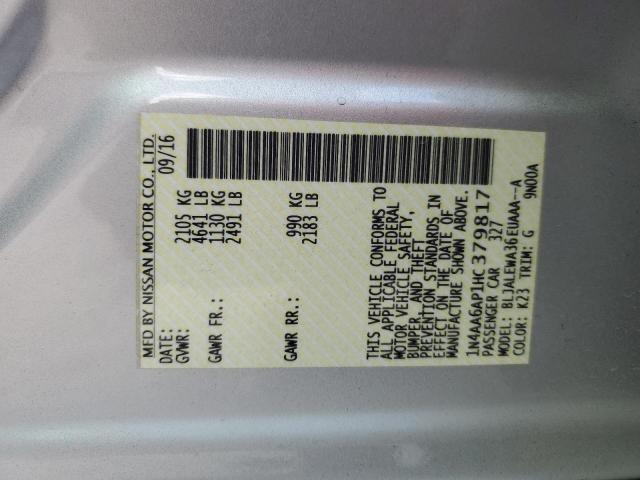 MFD BY NISSAN MOTOR CO., LTD.
DATE: 09/16
GVWR: 2105 KG
4641 LB
GAWR FR.: 1130 KG
2491 LB
GAWR RR.: 990 KG
2183 LB
THIS VEHICLE CONFORMS TO
ALL APPLICABLE FEDERAL
MOTOR VEHICLE SAFETY,
BUMPER, AND THEFT
PREVENTION STANDARDS IN
EFFECT ON THE DATE OF
MANUFACTURE SHOWN ABOVE.
1N4AA6AP1HC379817
PASSENGER CAR 327
MODEL: BLJALEWA36EUAAA--A
COLOR: K23 TRIM: G 9N00A